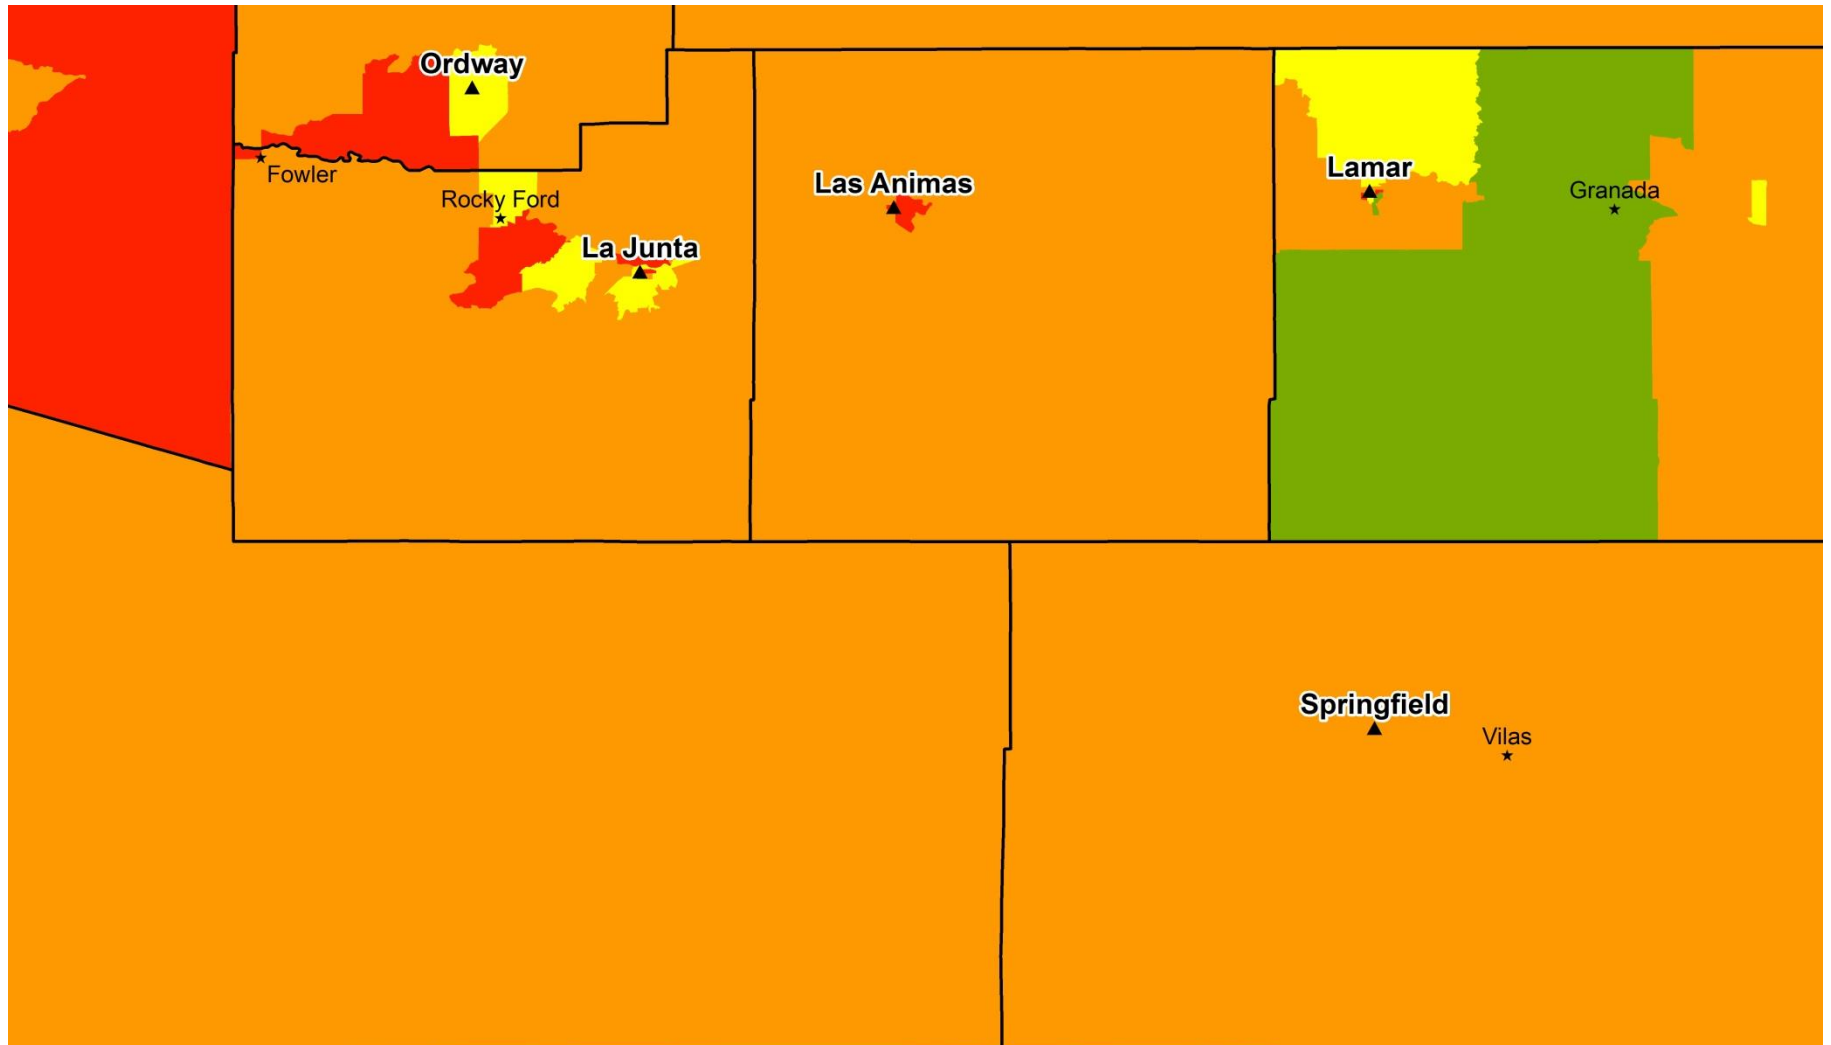 Ordway
Fowler
Rocky Ford
Las Animas
Lamar
Granada
La Junta
Springfield
Vilas